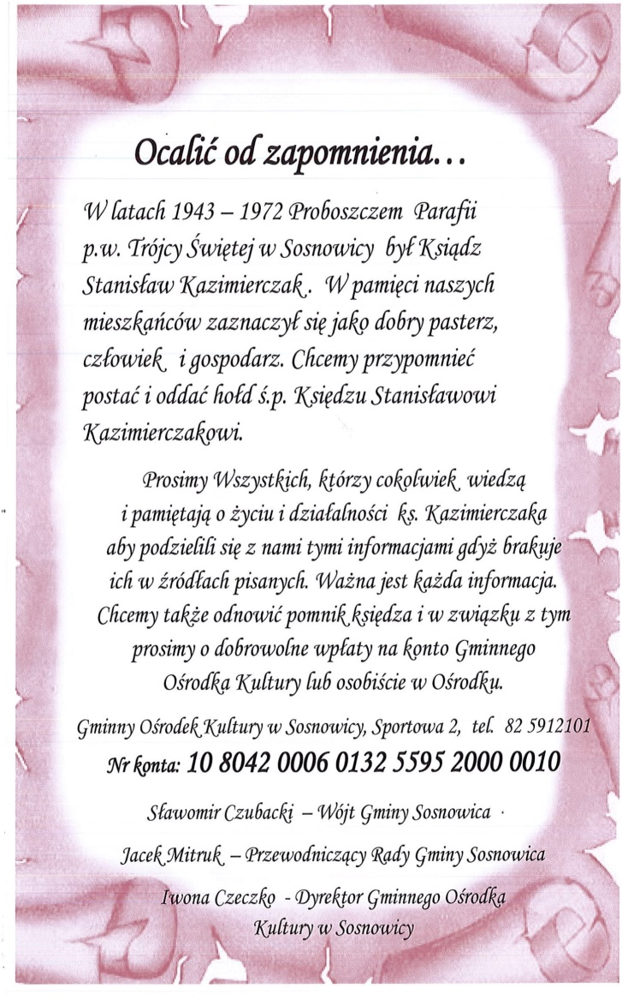 Ocalić od zapomnienia...
W latach 1943 – 1972 Proboszczem Parafii
p.w. Trójcy Świętej w Sosnowicy był Ksiądz
Stanisław Kazimierczak. W pamięci naszych
mieszkańców zaznaczył się jako dobry pasterz,
człowiek i gospodarz. Chcemy przypomnieć
postać i oddać hołd ś.p. Księdzu Stanisławowi
Kazimierczakowi.
Prosimy Wszystkich, którzy cokolwiek wiedzą
i pamiętają o życiu i działalności ks. Kazimierczaka
aby podzielili się z nami tymi informacjami gdyż brakuje
ich w źródłach pisanych. Ważna jest każda informacja.
Chcemy także odnowić pomnik księdza i w związku z tym
prosimy o dobrowolne wpłaty na konto Gminnego
Ośrodka Kultury lub osobiście w Ośrodku.
Gminny Ośrodek Kultury w Sosnowicy, Sportowa 2, tel. 82 5912101
Nr konta: 10 8042 0006 0132 5595 2000 0010
Sławomir Czubacki – Wójt Gminy Sosnowica
Jacek Mitruk – Przewodniczący Rady Gminy Sosnowica
Iwona Czeczko - Dyrektor Gminnego Ośrodka
Kultury w Sosnowicy